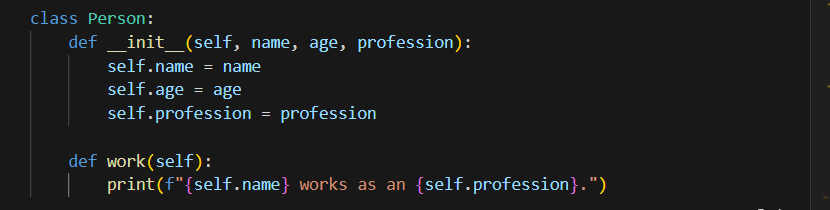 class Person:
    def __init__(self, name, age, profession):
        self.name = name
        self.age = age
        self.profession = profession

    def work(self):
        print(f"{self.name} works as an {self.profession}.")